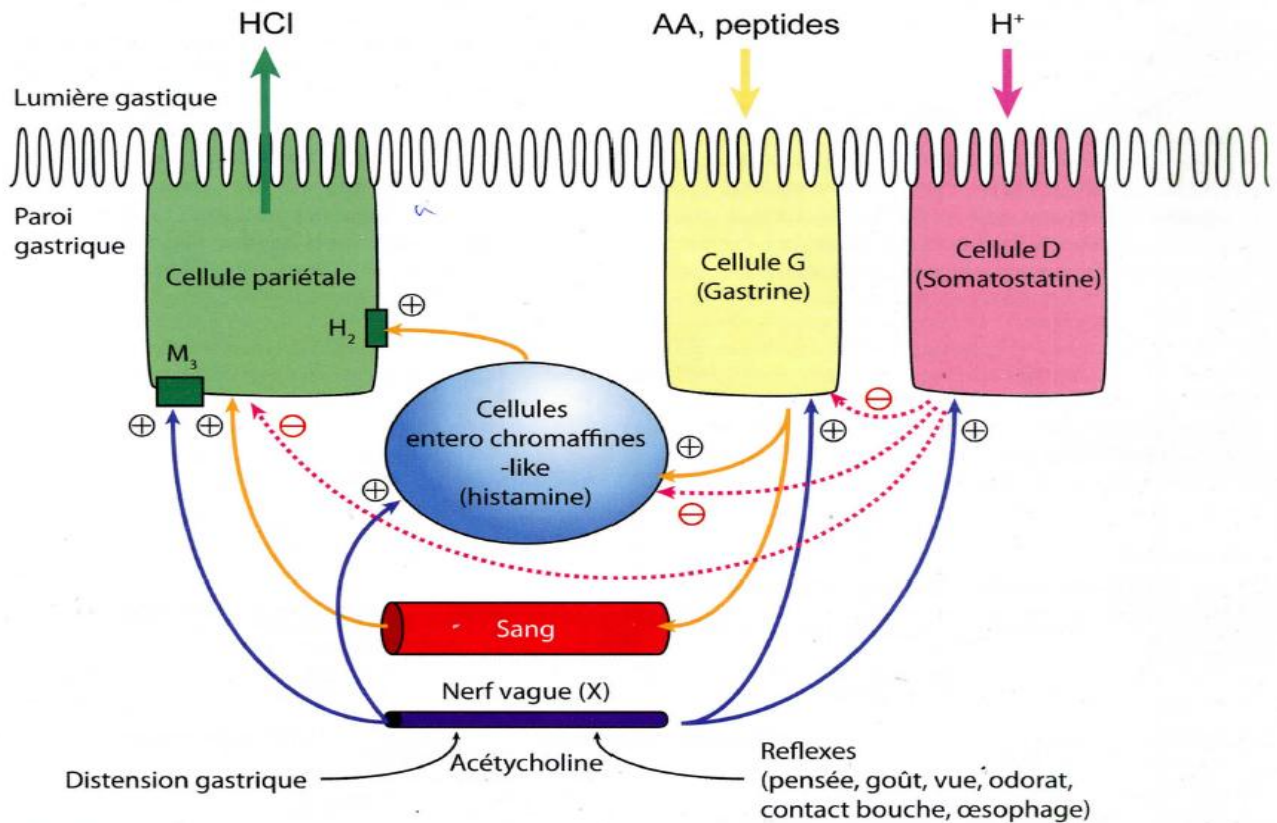 HCl
AA, peptides
H⁺
Lumière gastique
Paroi
gastrique
Cellule pariétale
Cellule G
(Gastrine)
Cellule D
(Somatostatine)
⊕
H₂
M₃
⊖
Cellules
entero chromaffines
-like
(histamine)
⊕
⊕
⊖
⊕
⊕
⊕
⊕
⊖
Sang
Nerf vague (X)
Acétycholine
Distension gastrique
Reflexes
(pensée, goût, vue, odorat,
contact bouche, œsophage)